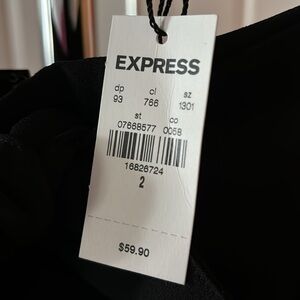 EXPRESS
dp cl sz
93 766 1301
st co
07668577 0058
16826724
2
$59.90